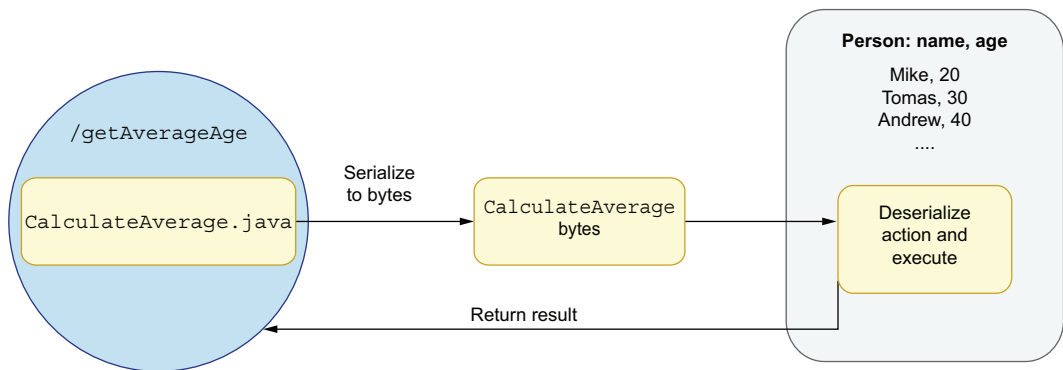 /getAverageAge
CalculateAverage.java
Serialize
to bytes
CalculateAverage
bytes
Person: name, age
Mike, 20
Tomas, 30
Andrew, 40
....
Deserialize
action and
execute
Return result